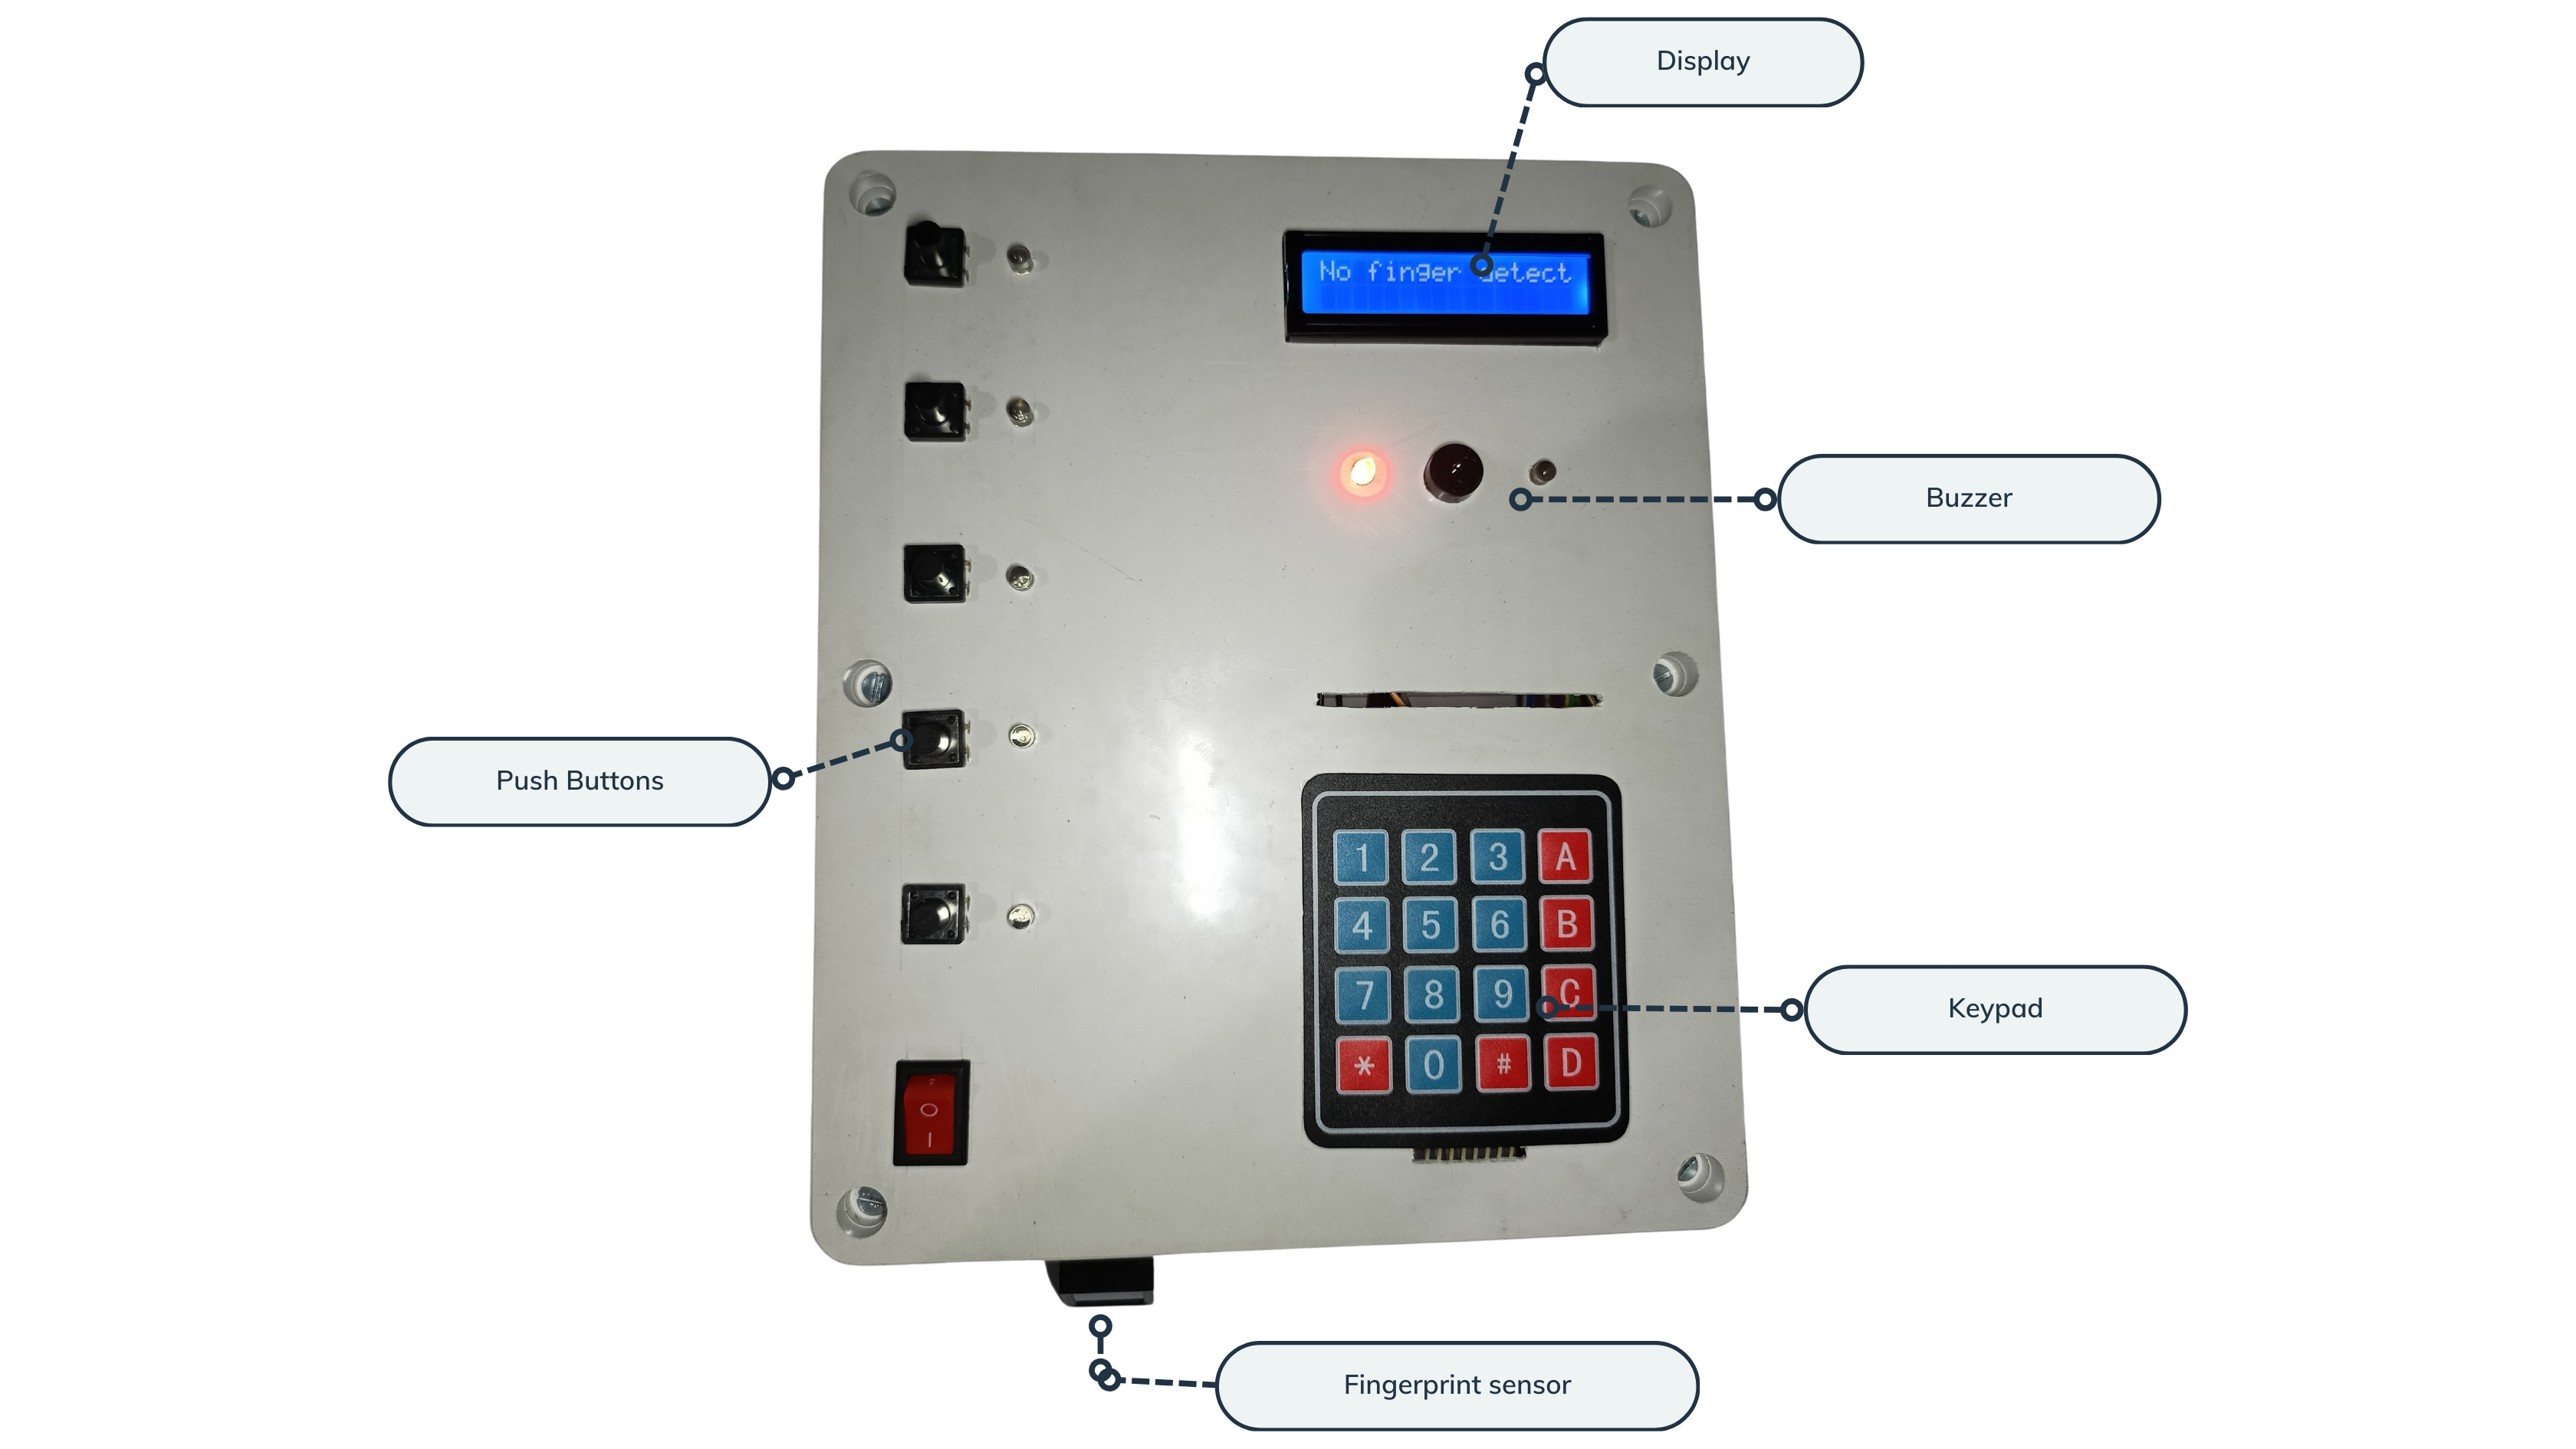 Display
No finger detect
Buzzer
Push Buttons
1 2 3 A
4 5 6 B
7 8 9 C
* 0 # D
Keypad
O
I
Fingerprint sensor